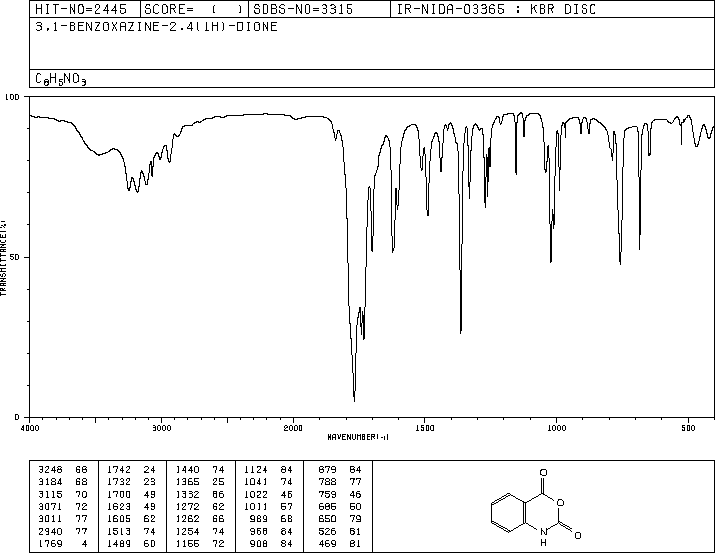 HIT-NO=2445 SCORE= ( ) SDBS-NO=3315 IR-NIDA-03365 : KBR DISC
3,1-BENZOXAZINE-2,4(1H)-DIONE
C8H5NO3
100
50
0
TRANSMITTANCE(%)
4000 3000 2000 1500 1000 500
WAVENUMBER(-1)
3248 68 1742 24 1440 74 1124 84 879 84
3184 68 1732 23 1365 25 1041 74 788 77
3115 70 1700 49 1332 66 1022 46 759 46
3071 72 1623 49 1272 62 1011 57 686 50
3011 77 1605 62 1262 66 989 68 650 79
2940 77 1513 74 1254 74 968 84 526 81
1769 4 1489 60 1155 72 908 84 469 81
O
O
N
H
O